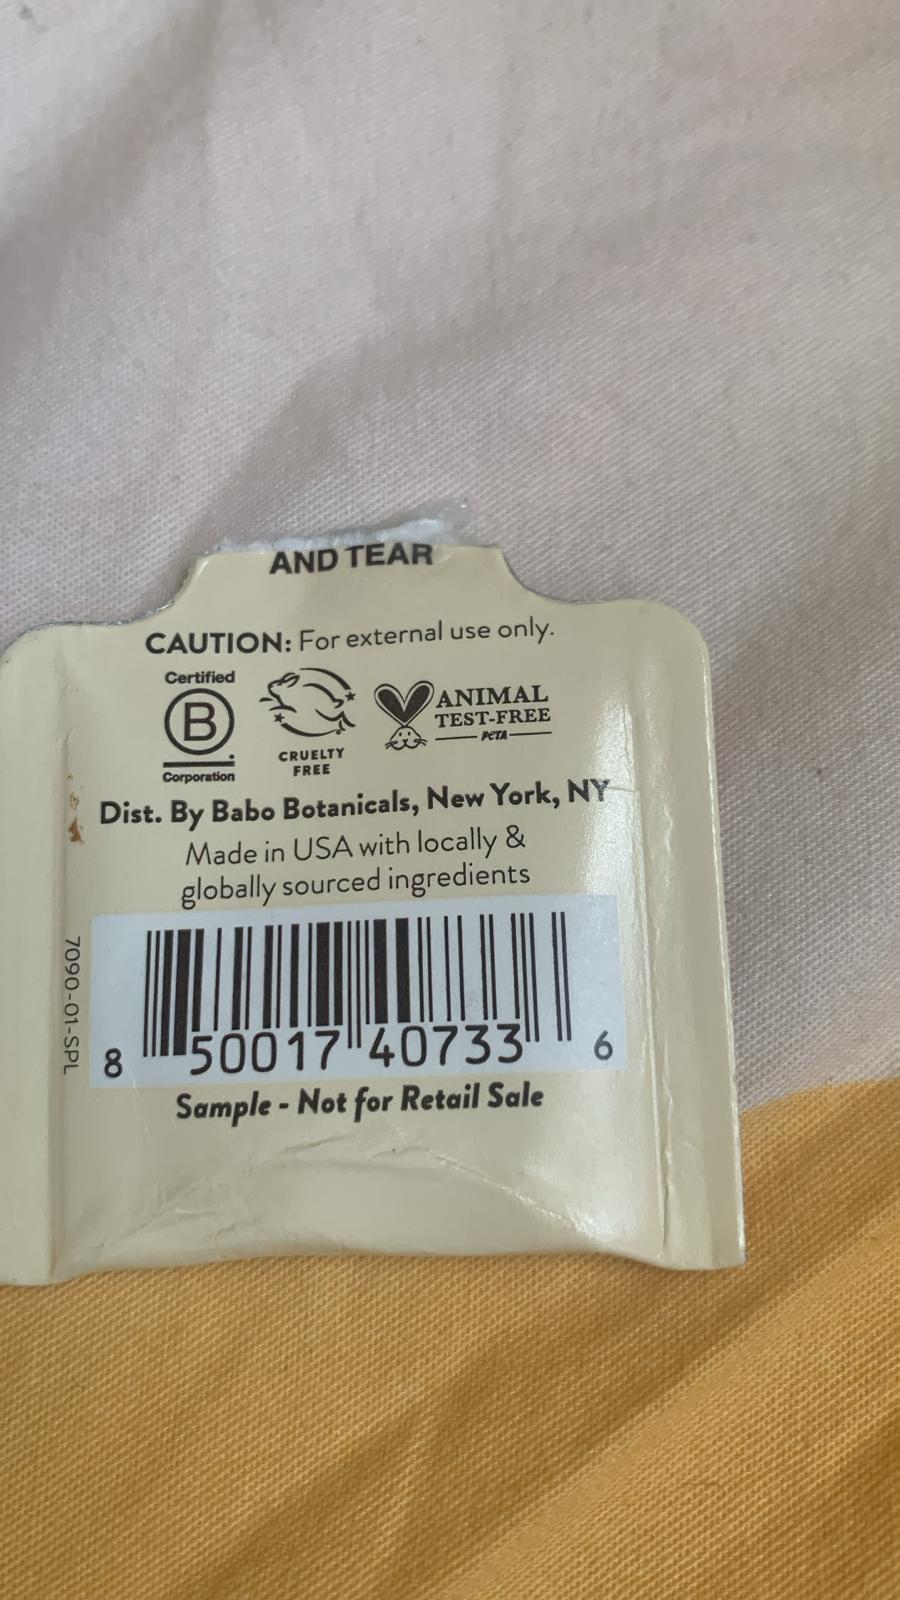 AND TEAR
CAUTION: For external use only.
Certified
B
Corporation
CRUELTY
FREE
ANIMAL
TEST-FREE
PETA
Dist. By Babo Botanicals, New York, NY
Made in USA with locally &
globally sourced ingredients
7090-01-SPL
8 50017 40733 6
Sample - Not for Retail Sale